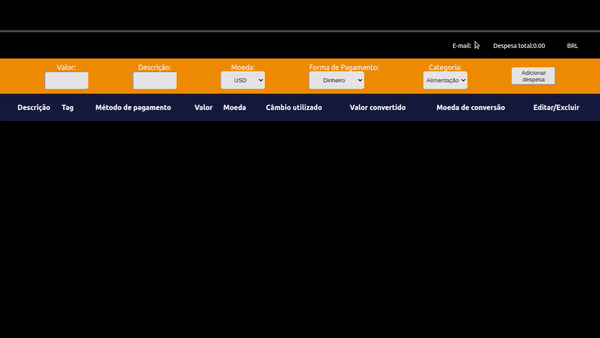 E-mail: Despesa total:0.00 BRL
Valor: Descrição: Moeda: Forma de Pagamento: Categoria:
USD Dinheiro Alimentação Adicionar despesa
Descrição Tag Método de pagamento Valor Moeda Câmbio utilizado Valor convertido Moeda de conversão Editar/Excluir